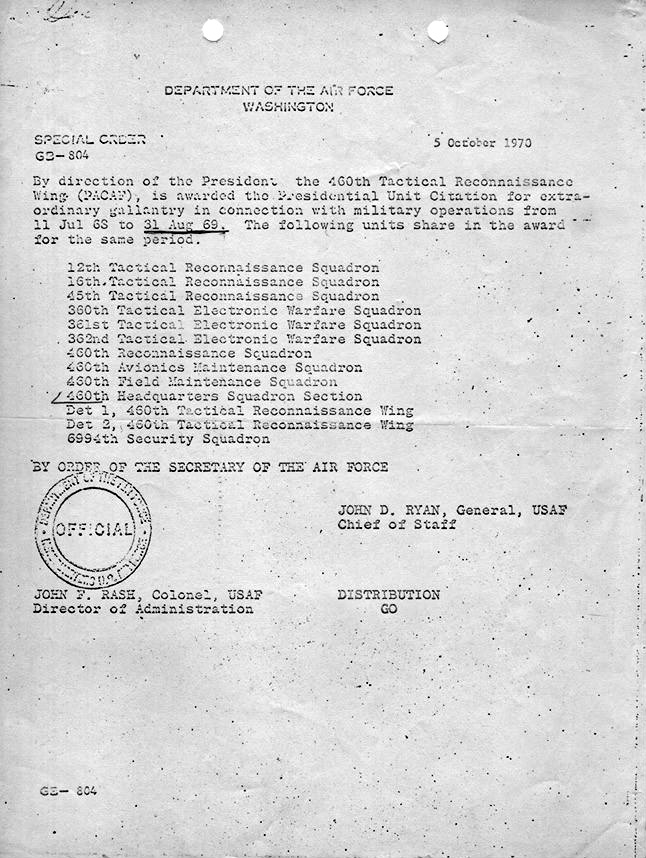 DEPARTMENT OF THE AIR FORCE
WASHINGTON
SPECIAL ORDER
GB-804
5 October 1970
By direction of the President the 460th Tactical Reconnaissance
Wing (PACAF), is awarded the Presidential Unit Citation for extra-
ordinary gallantry in connection with military operations from
11 Jul 68 to 31 Aug 69. The following units share in the award
for the same period.
12th Tactical Reconnaissance Squadron
16th Tactical Reconnaissance Squadron
45th Tactical Reconnaissance Squadron
360th Tactical Electronic Warfare Squadron
361st Tactical Electronic Warfare Squadron
362nd Tactical Electronic Warfare Squadron
460th Reconnaissance Squadron
460th Avionics Maintenance Squadron
460th Field Maintenance Squadron
460th Headquarters Squadron Section
Det 1, 460th Tactical Reconnaissance Wing
Det 2, 460th Tactical Reconnaissance Wing
6994th Security Squadron
BY ORDER OF THE SECRETARY OF THE AIR FORCE
DEPARTMENT OF THE AIR FORCE
OFFICIAL
JOHN D. RYAN, General, USAF
Chief of Staff
JOHN F. RASH, Colonel, USAF
Director of Administration
DISTRIBUTION
GO
GB-804